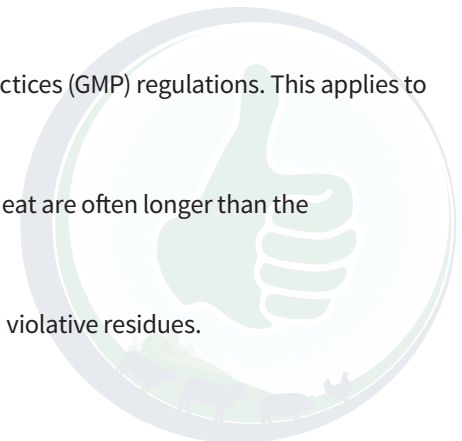 ctices (GMP) regulations. This applies to
eat are often longer than the
violative residues.